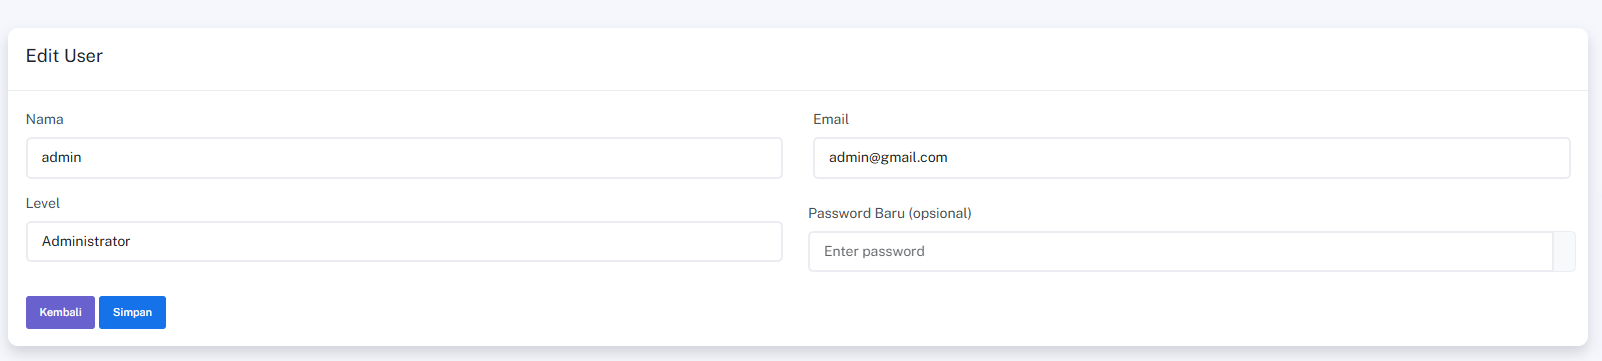 Edit User
Nama
Email
admin
admin@gmail.com
Level
Password Baru (opsional)
Administrator
Enter password
Kembali
Simpan